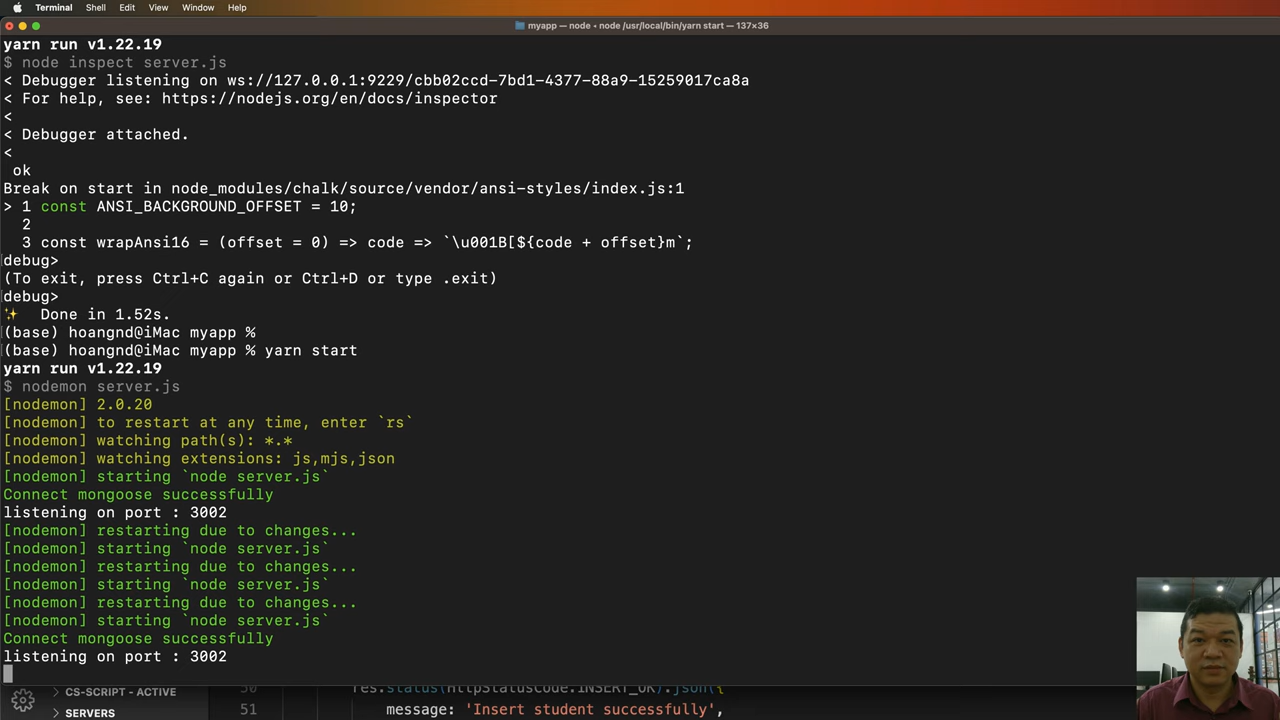 Terminal Shell Edit View Window Help
myapp — node • node /usr/local/bin/yarn start — 137×36
yarn run v1.22.19
$ node inspect server.js
< Debugger listening on ws://127.0.0.1:9229/cbb02ccd-7bd1-4377-88a9-15259017ca8a
< For help, see: https://nodejs.org/en/docs/inspector
<
< Debugger attached.
<
ok
Break on start in node_modules/chalk/source/vendor/ansi-styles/index.js:1
> 1 const ANSI_BACKGROUND_OFFSET = 10;
2
3 const wrapAnsi16 = (offset = 0) => code => `\u001B[${code + offset}m`;
debug>
(To exit, press Ctrl+C again or Ctrl+D or type .exit)
debug>
✨ Done in 1.52s.
(base) hoangnd@iMac myapp %
(base) hoangnd@iMac myapp % yarn start
yarn run v1.22.19
$ nodemon server.js
[nodemon] 2.0.20
[nodemon] to restart at any time, enter `rs`
[nodemon] watching path(s): *.*
[nodemon] watching extensions: js,mjs,json
[nodemon] starting `node server.js`
Connect mongoose successfully
listening on port : 3002
[nodemon] restarting due to changes...
[nodemon] starting `node server.js`
[nodemon] restarting due to changes...
[nodemon] starting `node server.js`
[nodemon] restarting due to changes...
[nodemon] starting `node server.js`
Connect mongoose successfully
listening on port : 3002
> CS-SCRIPT - ACTIVE
> SERVERS
50 res.status(HttpStatusCode.INSERT_OK).json({
51 message: 'Insert student successfully',